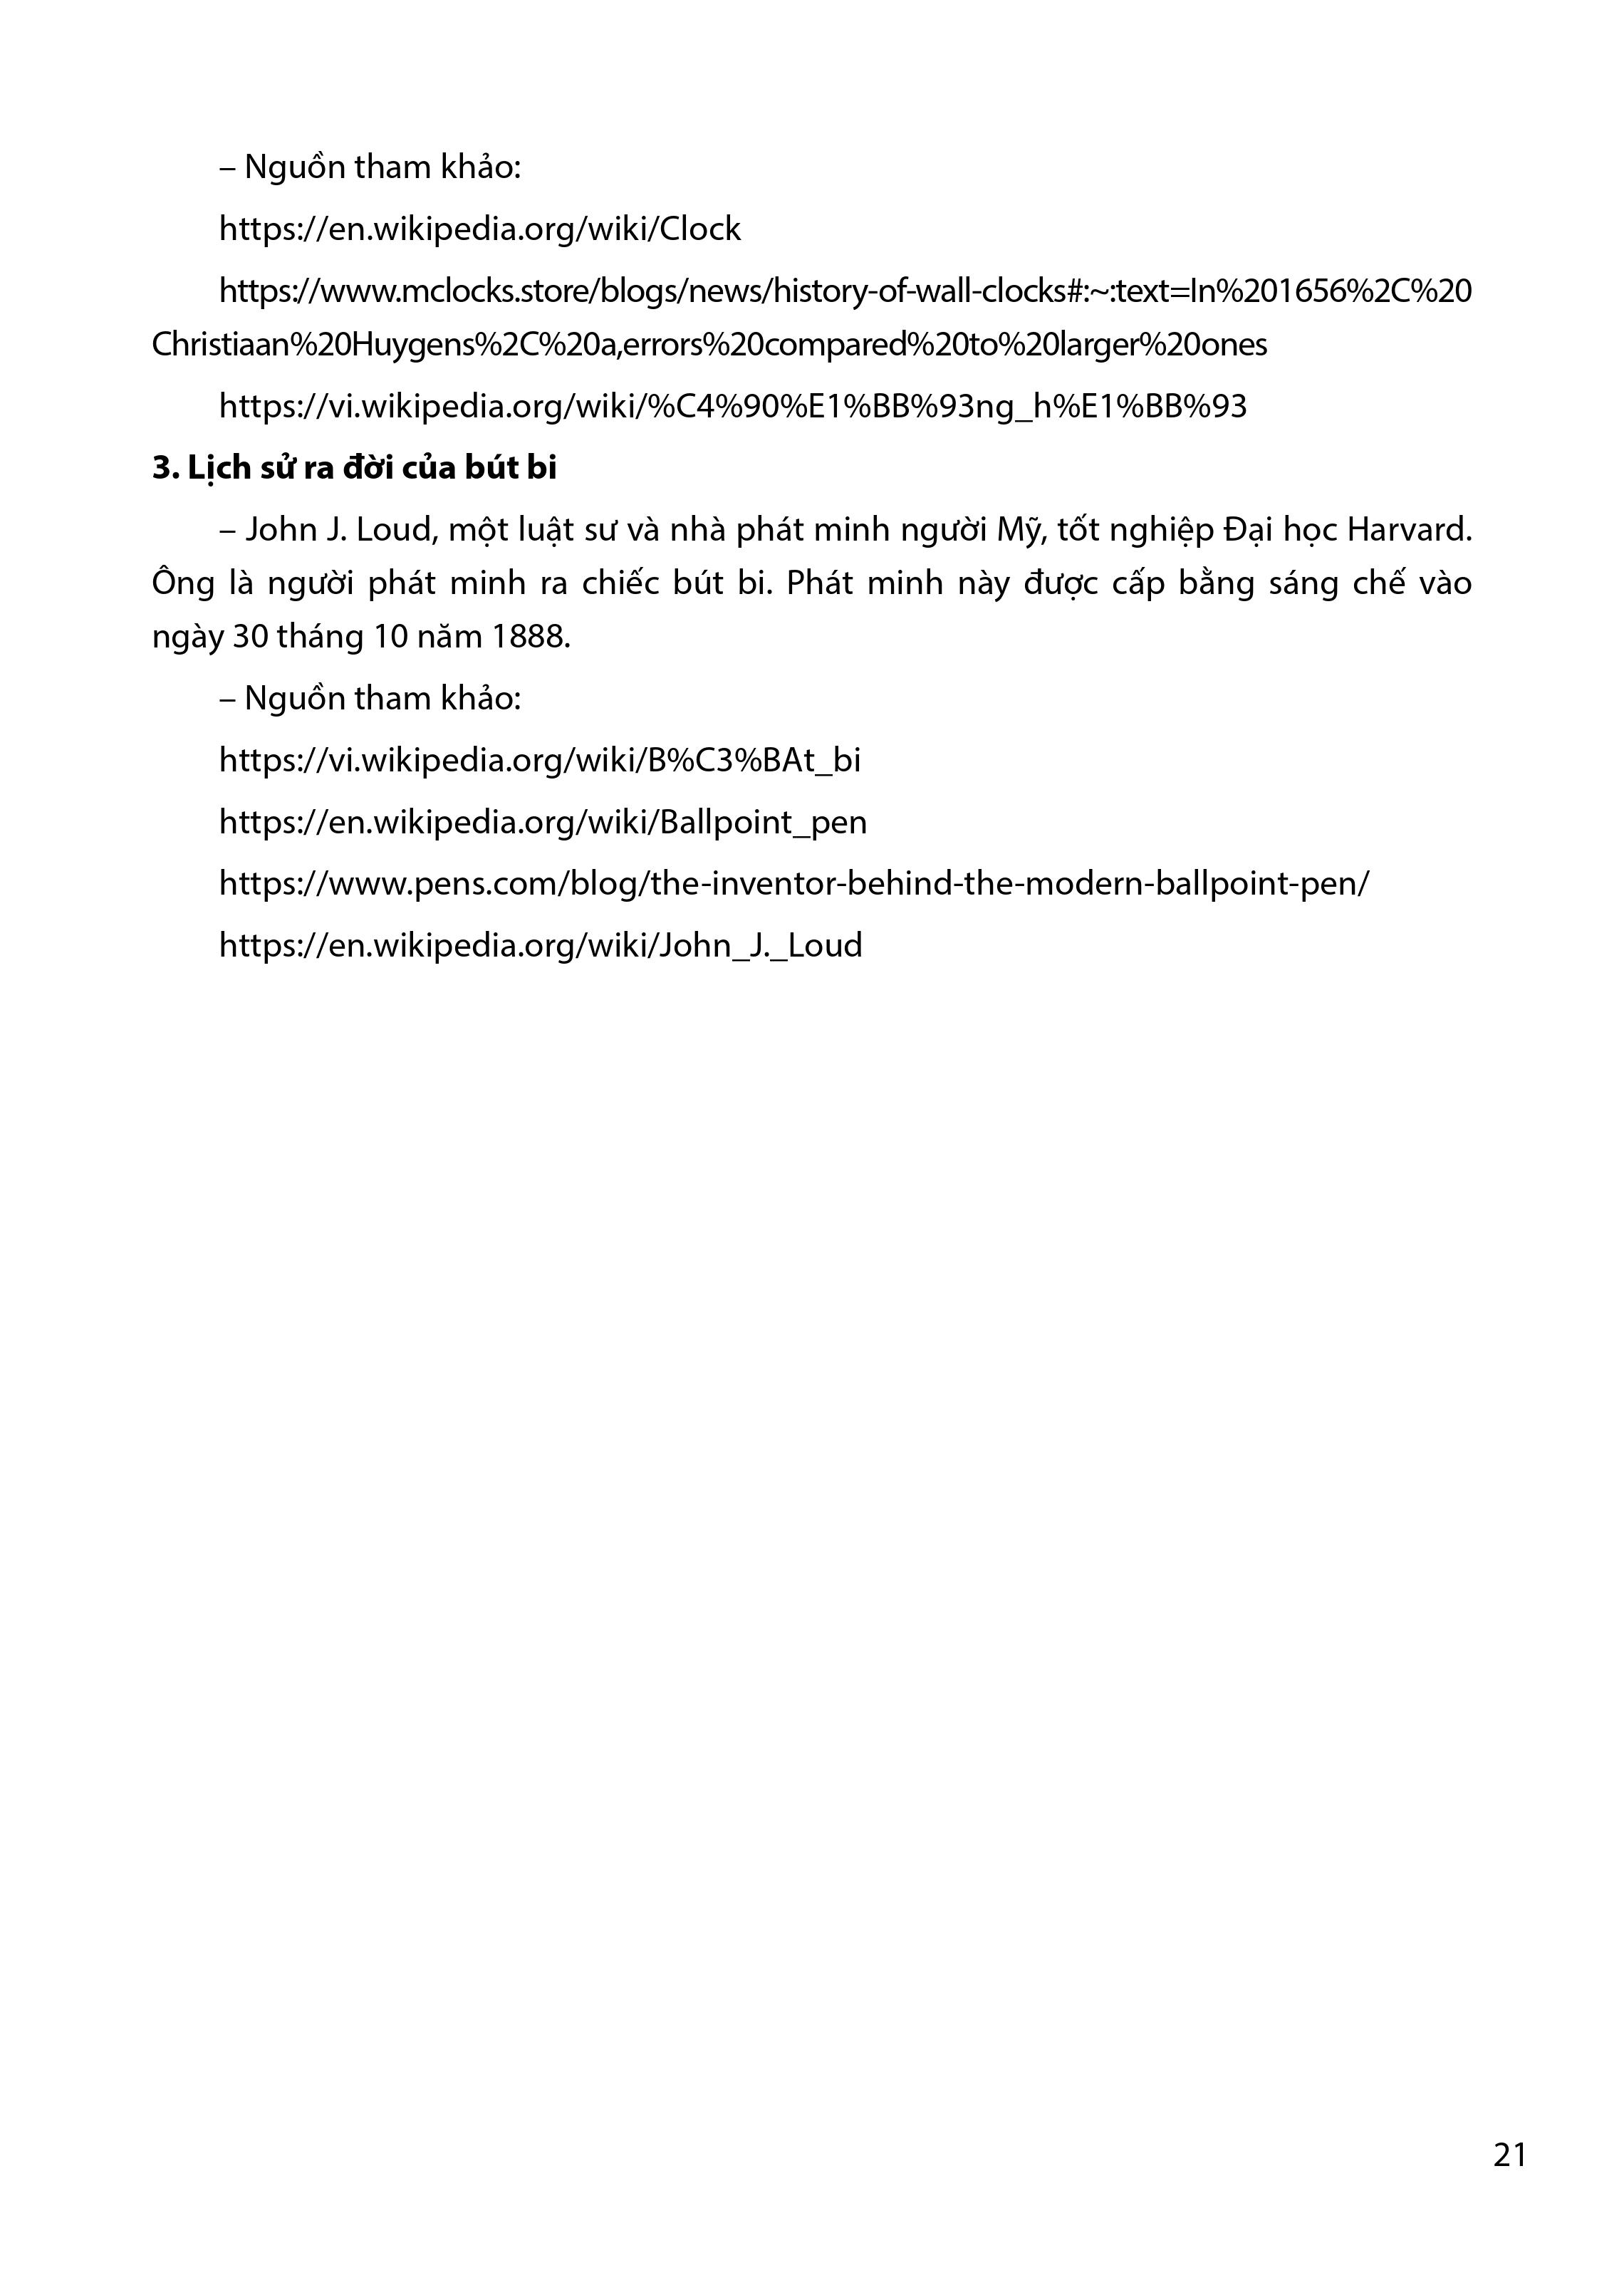 – Nguồn tham khảo:
https://en.wikipedia.org/wiki/Clock
https://www.mclocks.store/blogs/news/history-of-wall-clocks#:~:text=In%201656%2C%20
Christiaan%20Huygens%2C%20a,errors%20compared%20to%20larger%20ones
https://vi.wikipedia.org/wiki/%C4%90%E1%BB%93ng_h%E1%BB%93
3. Lịch sử ra đời của bút bi
– John J. Loud, một luật sư và nhà phát minh người Mỹ, tốt nghiệp Đại học Harvard.
Ông là người phát minh ra chiếc bút bi. Phát minh này được cấp bằng sáng chế vào
ngày 30 tháng 10 năm 1888.
– Nguồn tham khảo:
https://vi.wikipedia.org/wiki/B%C3%BAt_bi
https://en.wikipedia.org/wiki/Ballpoint_pen
https://www.pens.com/blog/the-inventor-behind-the-modern-ballpoint-pen/
https://en.wikipedia.org/wiki/John_J._Loud
21